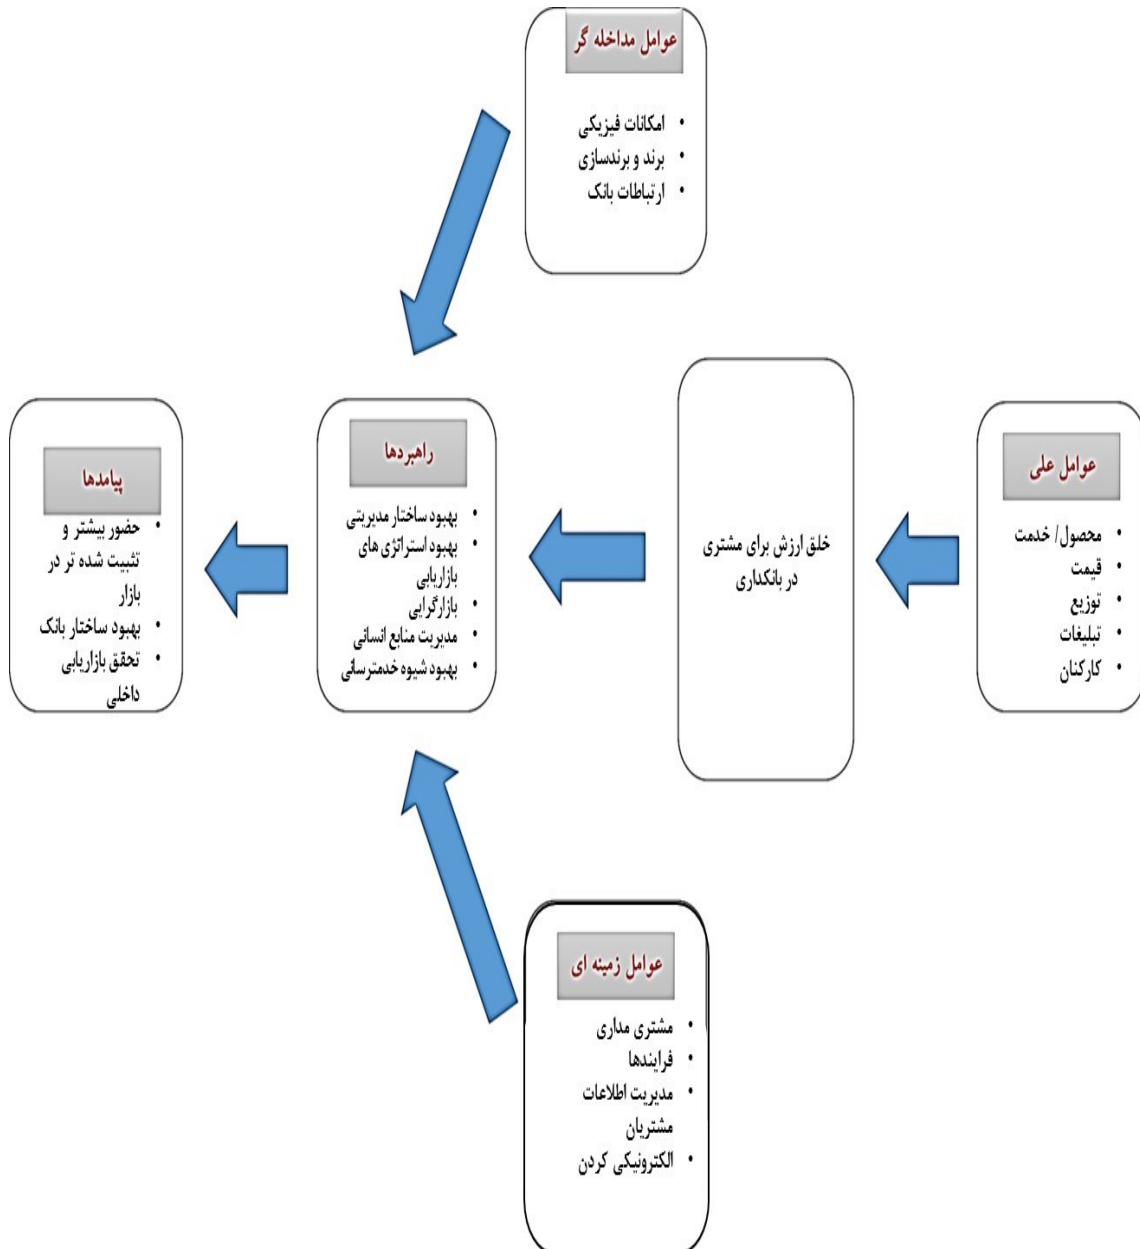 عوامل مداخله گر
• امکانات فیزیکی
• برند و برندسازی
• ارتباطات بانک
عوامل علی
• محصول/ خدمت
• قیمت
• توزیع
• تبلیغات
• کارکنان
خلق ارزش برای مشتری
در بانکداری
راهبردها
• بهبود ساختار مدیریتی
• بهبود استراتژی های
بازاریابی
• بازارگرایی
• مدیریت منابع انسانی
• بهبود شیوه خدمترسانی
پیامدها
• حضور بیشتر و
تثبیت شده تر در
بازار
• بهبود ساختار بانک
• تحقق بازاریابی
داخلی
عوامل زمینه ای
• مشتری مداری
• فرایندها
• مدیریت اطلاعات
مشتریان
• الکترونیکی کردن